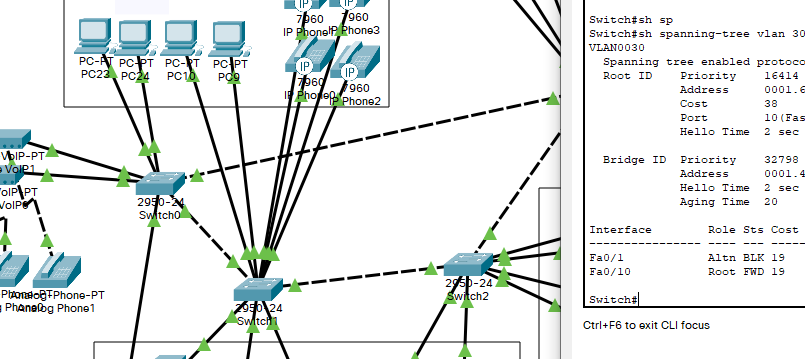 7960
IP Phone1
7960
IP Phone3
PC-PT
PC23
PC-PT
PC24
PC-PT
PC10
PC-PT
PC9
IP
7960
IP Phone0
IP
7960
IP Phone2
VoIP-PT
VoIP1
VoIP-PT
VoIP0
2950-24
Switch0
2950-24
Switch1
2950-24
Switch2
Phone-PT
Phone0
Analog-Phone-PT
Analog Phone1
Switch#sh sp
Switch#sh spanning-tree vlan 30
VLAN0030
Spanning tree enabled protoco
Root ID Priority 16414
Address 0001.6
Cost 38
Port 10(Fas
Hello Time 2 sec
Bridge ID Priority 32798
Address 0001.4
Hello Time 2 sec
Aging Time 20
Interface Role Sts Cost
---------------- ---- --- ----
Fa0/1 Altn BLK 19
Fa0/10 Root FWD 19
Switch#
Ctrl+F6 to exit CLI focus